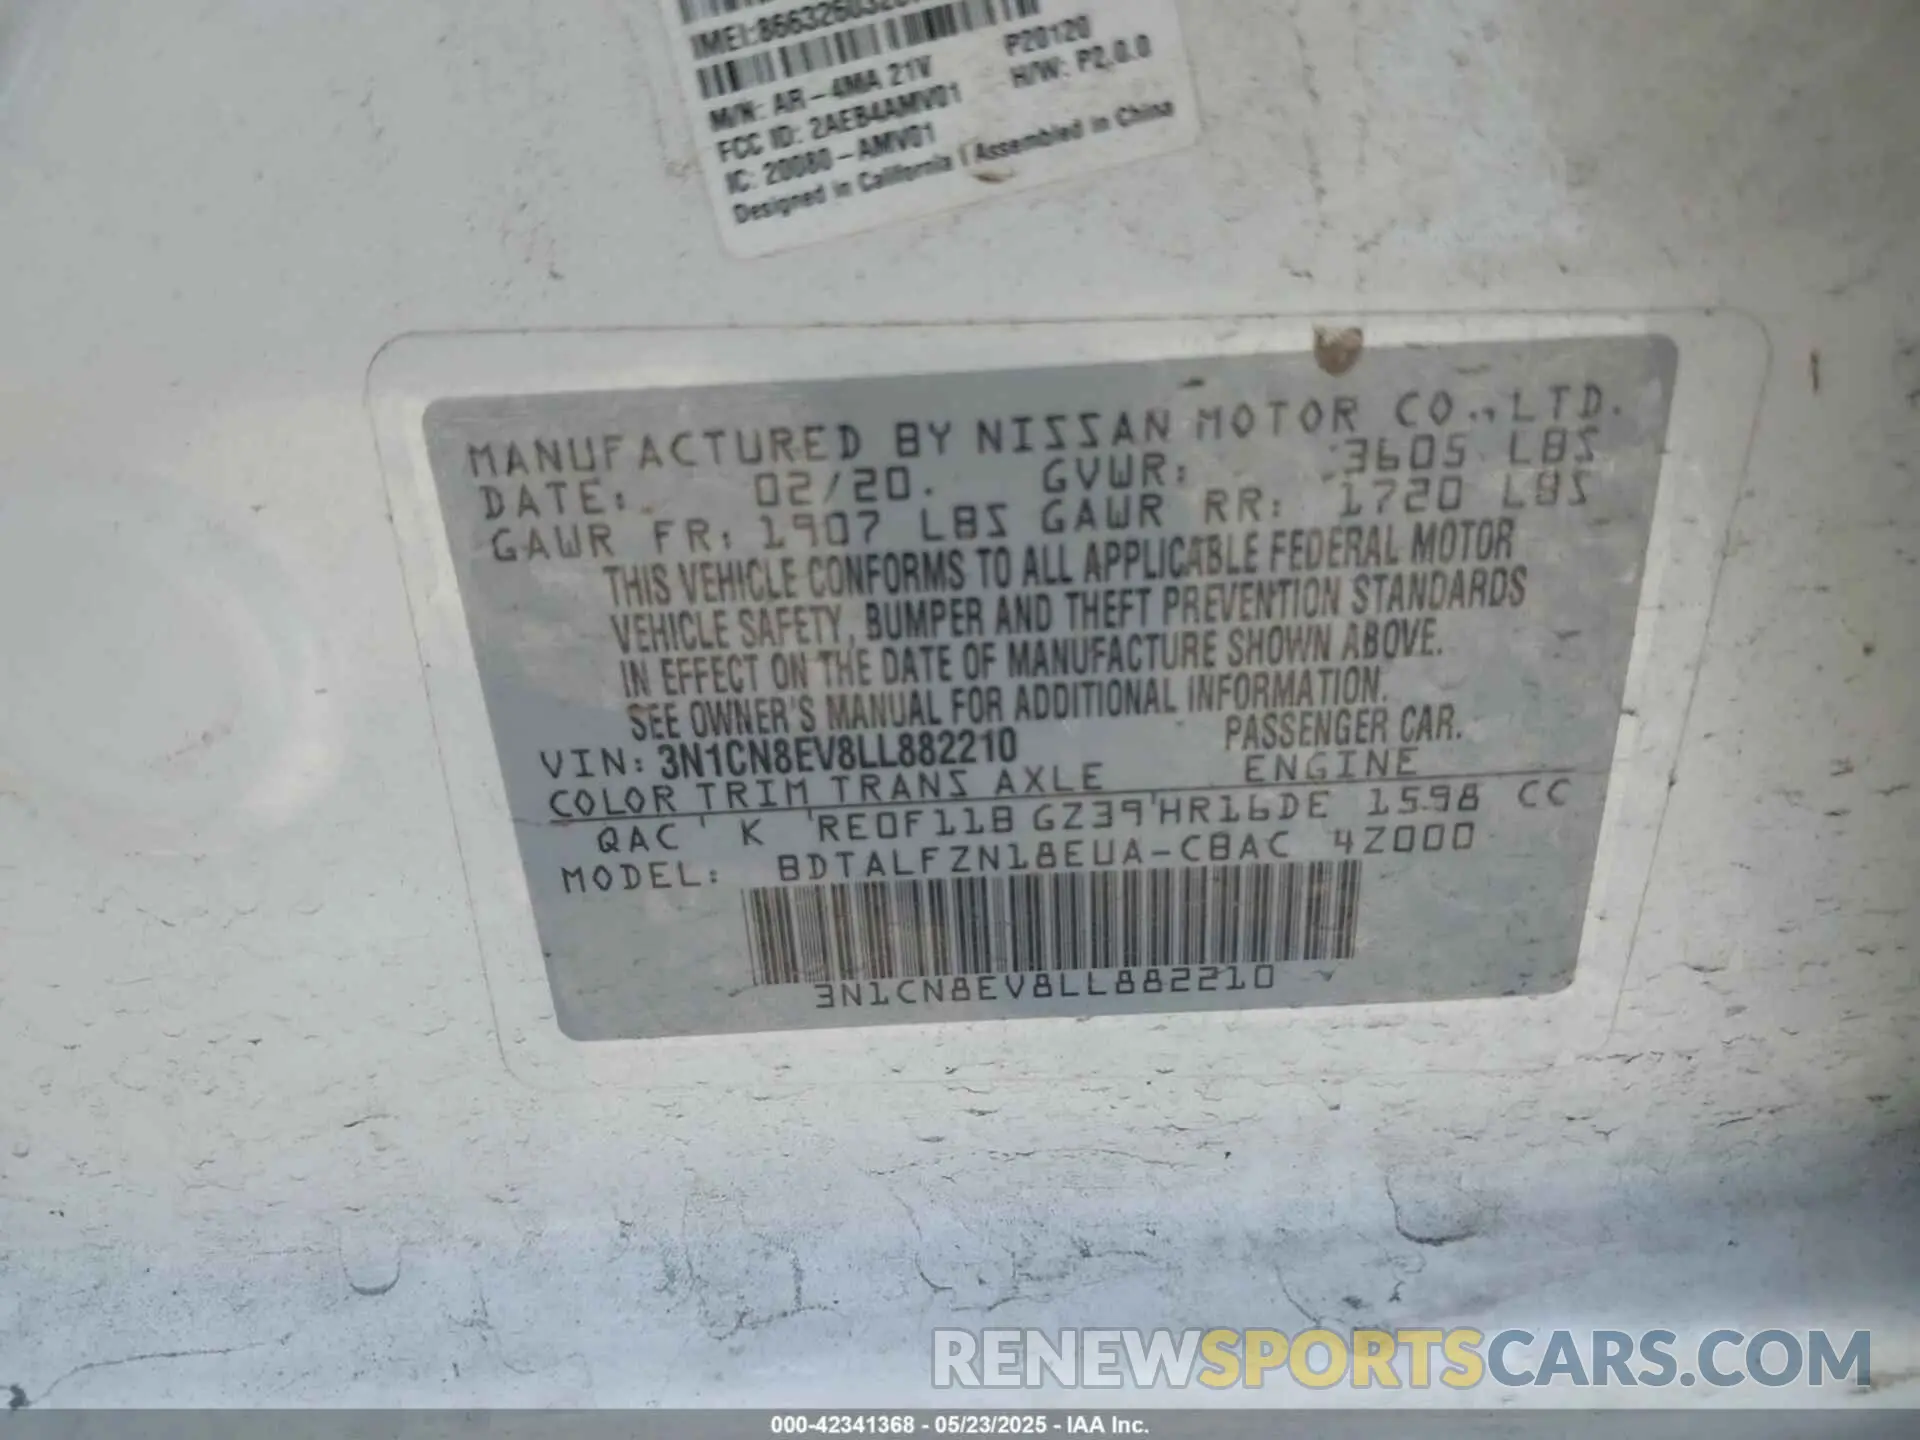 IMEI:866326032
M/N: AR-4MA 21V P20120
FCC ID: 2AEB4AMV01 H/W: P2.0.0
IC: 20080-AMV01
Designed in California | Assembled in China
MANUFACTURED BY NISSAN MOTOR CO., LTD.
DATE: 02/20. GVWR: 3605 LBS
GAWR FR: 1907 LBS GAWR RR: 1720 LBS
THIS VEHICLE CONFORMS TO ALL APPLICABLE FEDERAL MOTOR
VEHICLE SAFETY, BUMPER AND THEFT PREVENTION STANDARDS
IN EFFECT ON THE DATE OF MANUFACTURE SHOWN ABOVE.
SEE OWNER'S MANUAL FOR ADDITIONAL INFORMATION.
VIN: 3N1CN8EV8LL882210 PASSENGER CAR.
COLOR TRIM TRANS AXLE ENGINE
QAC ' K 'RE0F11B GZ39'HR16DE 1598 CC
MODEL: BDTALFZN18EUA-CBAC 4Z000
3N1CN8EV8LL882210
RENEWSPORTSCARS.COM
000-42341368 - 05/23/2025 - IAA Inc.